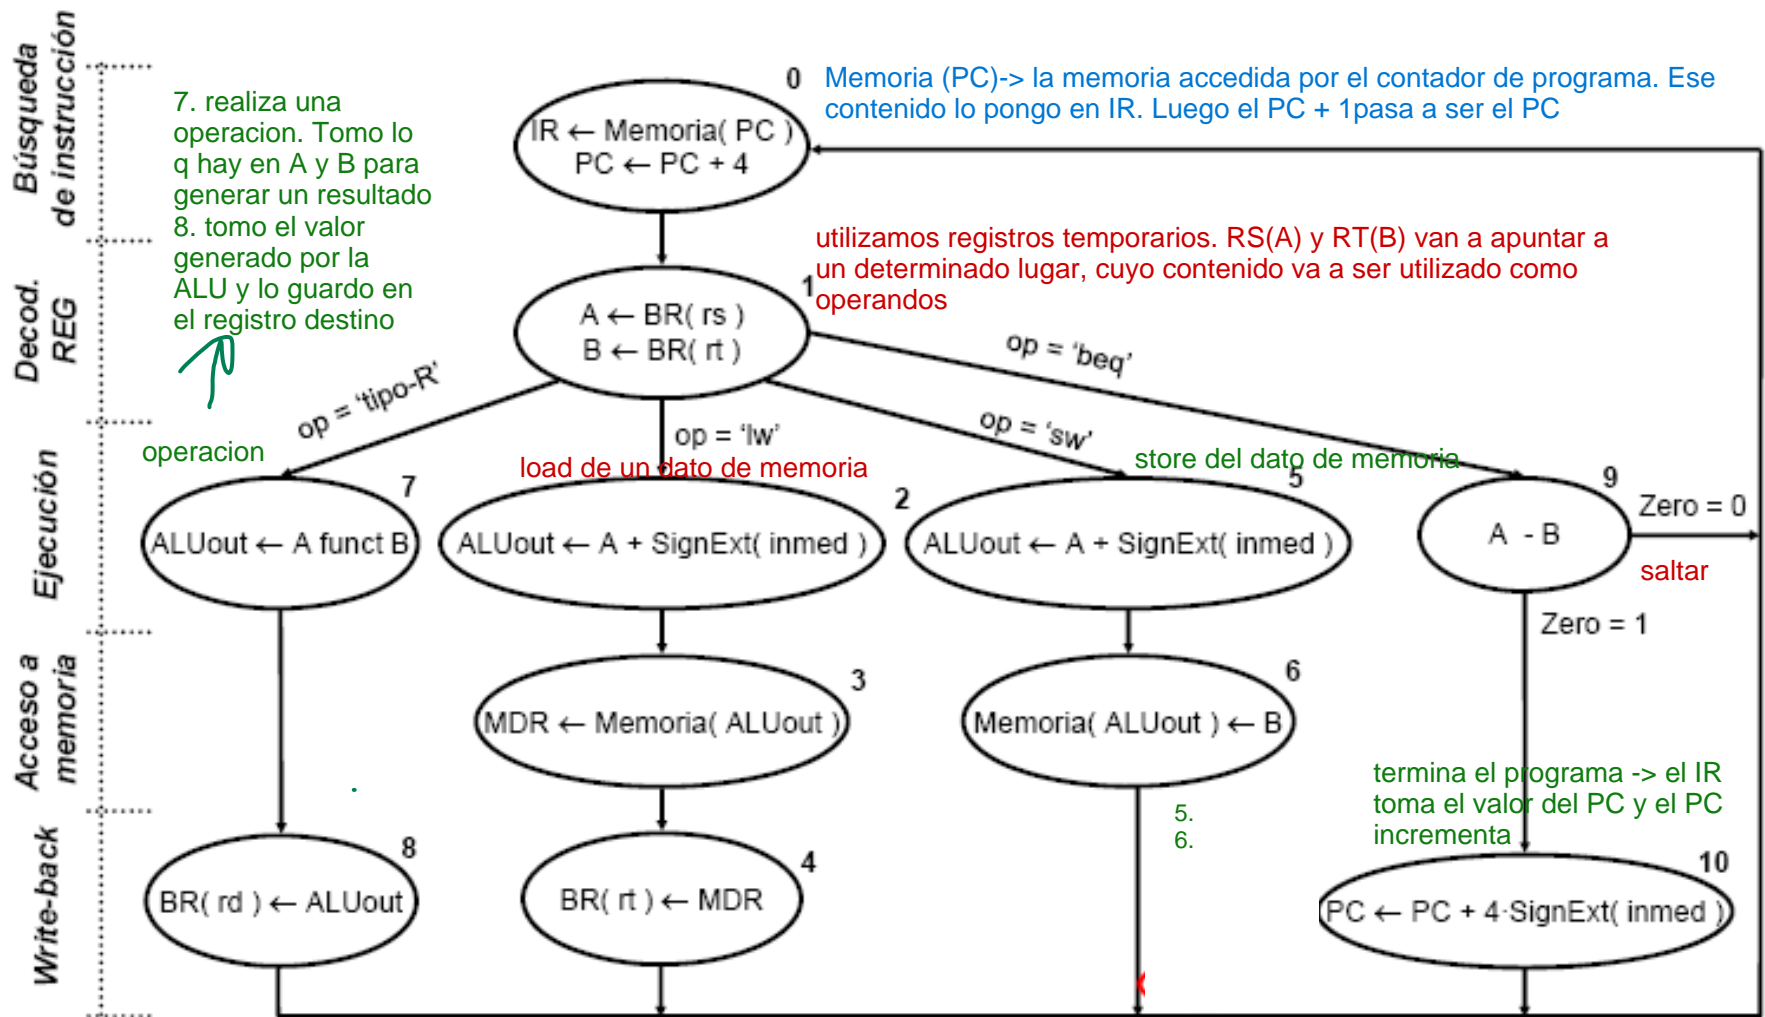 Búsqueda
de instrucción
7. realiza una
operacion. Tomo lo
q hay en A y B para
generar un resultado
8. tomo el valor
generado por la
ALU y lo guardo en
el registro destino
0
IR ← Memoria( PC )
PC ← PC + 4
Memoria (PC)-> la memoria accedida por el contador de programa. Ese
contenido lo pongo en IR. Luego el PC + 1pasa a ser el PC
Decod.
REG
utilizamos registros temporarios. RS(A) y RT(B) van a apuntar a
un determinado lugar, cuyo contenido va a ser utilizado como
operandos
1
A ← BR( rs )
B ← BR( rt )
op = 'tipo-R'
op = 'lw'
op = 'sw'
op = 'beq'
Ejecución
operacion
load de un dato de memoria
store del dato de memoria
7
ALUout ← A funct B
2
ALUout ← A + SignExt( inmed )
5
ALUout ← A + SignExt( inmed )
9
A - B
Zero = 0
saltar
Zero = 1
Acceso a
memoria
3
MDR ← Memoria( ALUout )
6
Memoria( ALUout ) ← B
5.
6.
termina el programa -> el IR
toma el valor del PC y el PC
incrementa
Write-back
8
BR( rd ) ← ALUout
4
BR( rt ) ← MDR
10
PC ← PC + 4·SignExt( inmed )